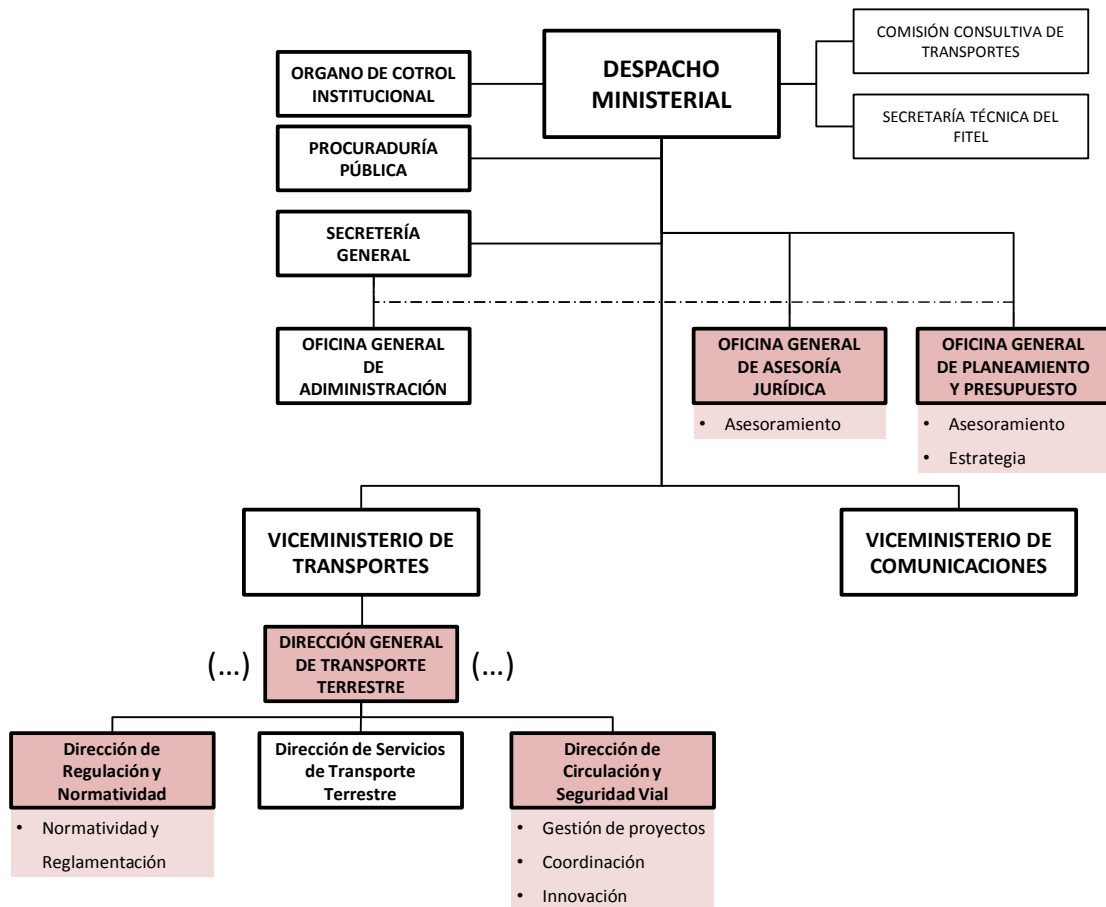 COMISIÓN CONSULTIVA DE
TRANSPORTES
DESPACHO
MINISTERIAL
ORGANO DE COTROL
INSTITUCIONAL
SECRETARÍA TÉCNICA DEL
FITEL
PROCURADURÍA
PÚBLICA
SECRETERÍA
GENERAL
OFICINA GENERAL
DE
ADIMINISTRACIÓN
OFICINA GENERAL
DE ASESORÍA
JURÍDICA
• Asesoramiento
OFICINA GENERAL
DE PLANEAMIENTO
Y PRESUPUESTO
• Asesoramiento
• Estrategia
VICEMINISTERIO DE
TRANSPORTES
VICEMINISTERIO DE
COMUNICACIONES
(...)
DIRECCIÓN GENERAL
DE TRANSPORTE
TERRESTRE
(...)
Dirección de
Regulación y
Normatividad
• Normatividad y
Reglamentación
Dirección de Servicios
de Transporte
Terrestre
Dirección de
Circulación y
Seguridad Vial
• Gestión de proyectos
• Coordinación
• Innovación